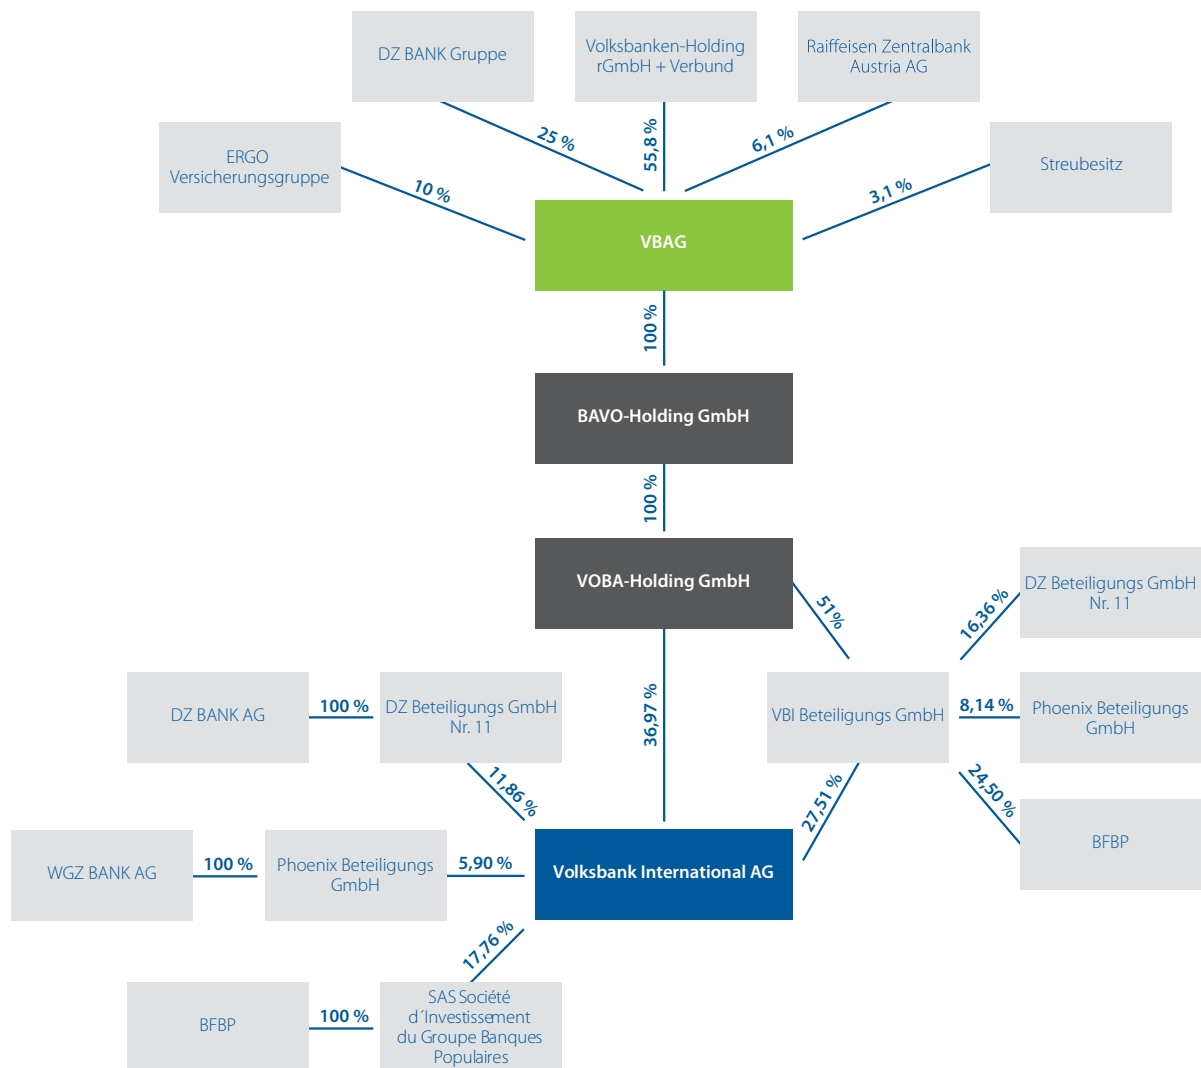 DZ BANK Gruppe
Volksbanken-Holding
rGmbH + Verbund
Raiffeisen Zentralbank
Austria AG
ERGO
Versicherungsgruppe
Streubesitz
25 %
55,8 %
6,1 %
10 %
3,1 %
VBAG
100 %
BAVO-Holding GmbH
100 %
VOBA-Holding GmbH
51%
16,36 %
DZ Beteiligungs GmbH
Nr. 11
DZ BANK AG
100 %
DZ Beteiligungs GmbH
Nr. 11
36,97 %
VBI Beteiligungs GmbH
8,14 %
Phoenix Beteiligungs
GmbH
11,86 %
27,51 %
24,50 %
BFBP
WGZ BANK AG
100 %
Phoenix Beteiligungs
GmbH
5,90 %
Volksbank International AG
17,76 %
BFBP
100 %
SAS Société
d´Investissement
du Groupe Banques
Populaires